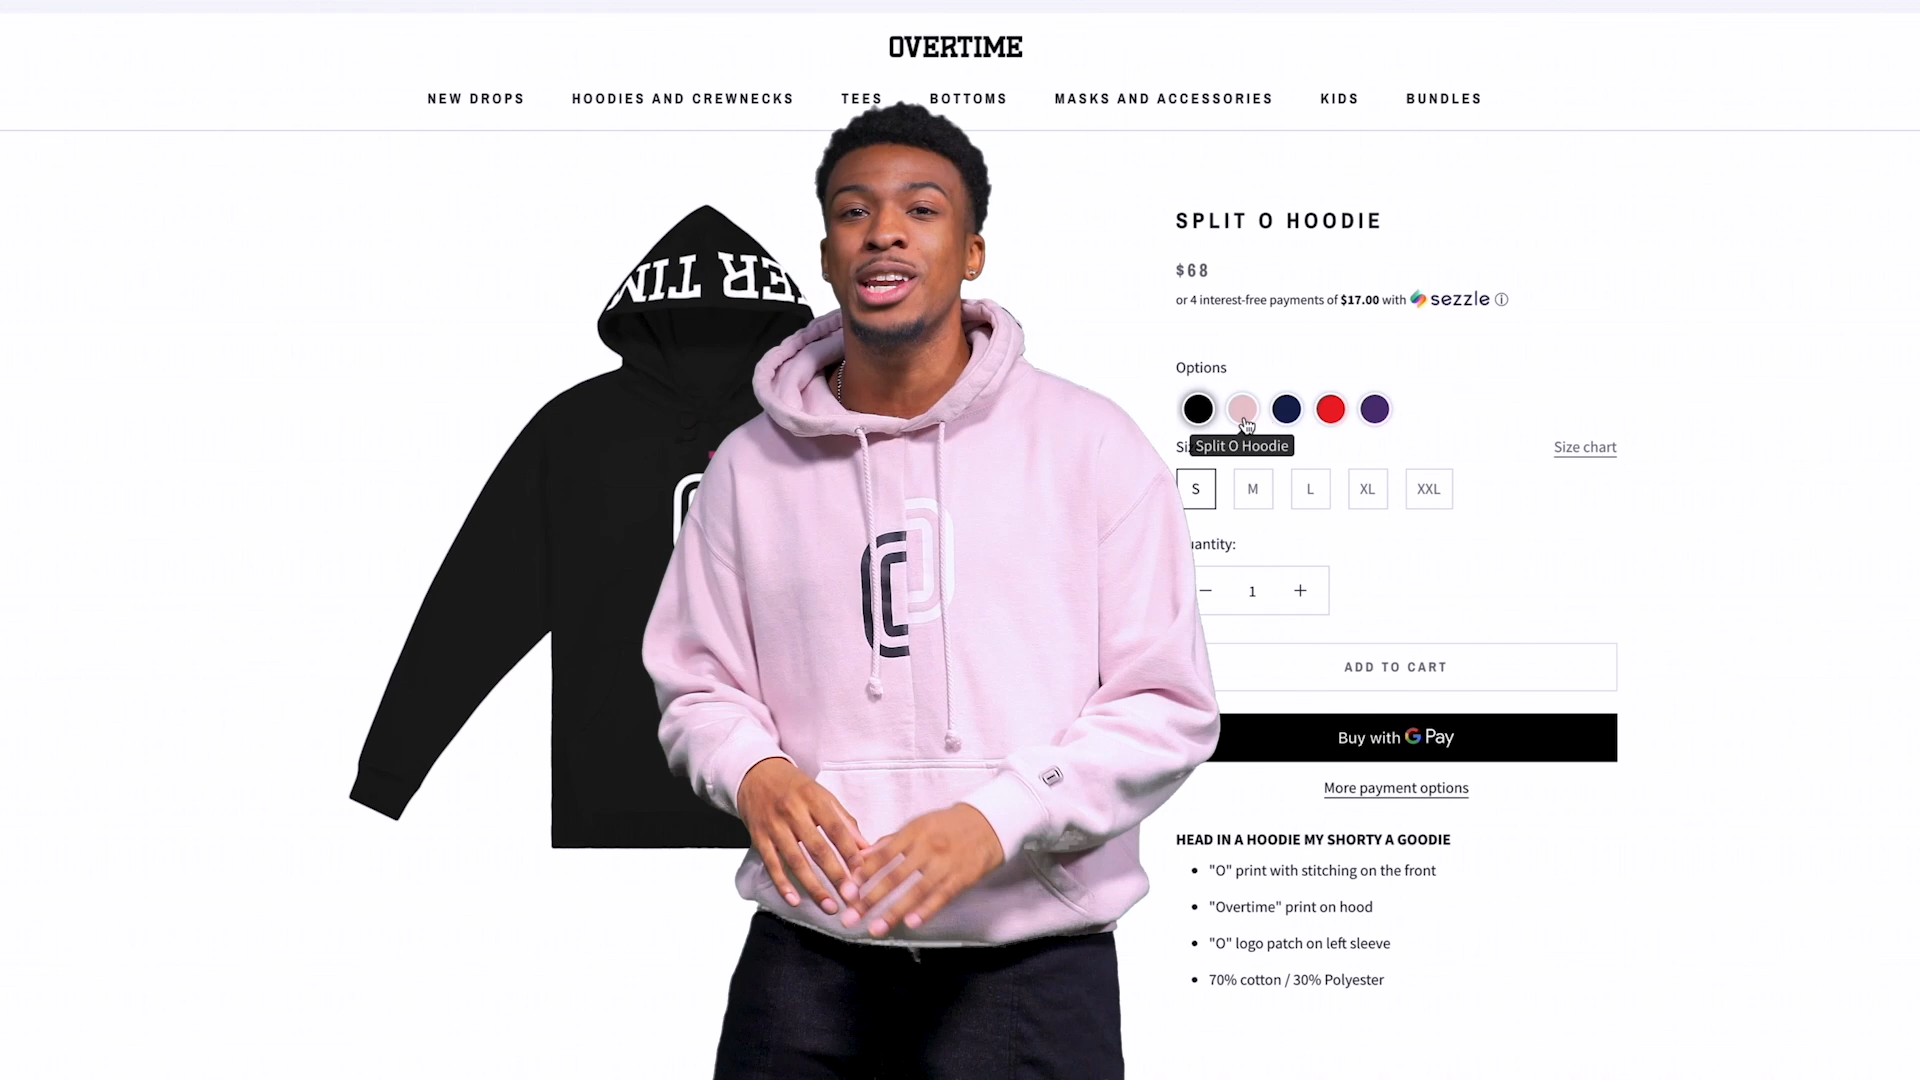 OVERTIME
NEW DROPS HOODIES AND CREWNECKS TEES BOTTOMS MASKS AND ACCESSORIES KIDS BUNDLES
SPLIT O HOODIE
$68
or 4 interest-free payments of $17.00 with sezzle
Options
Split O Hoodie
Size chart
S M L XL XXL
uantity:
− 1 +
ADD TO CART
Buy with G Pay
More payment options
HEAD IN A HOODIE MY SHORTY A GOODIE
• "O" print with stitching on the front
• "Overtime" print on hood
• "O" logo patch on left sleeve
• 70% cotton / 30% Polyester